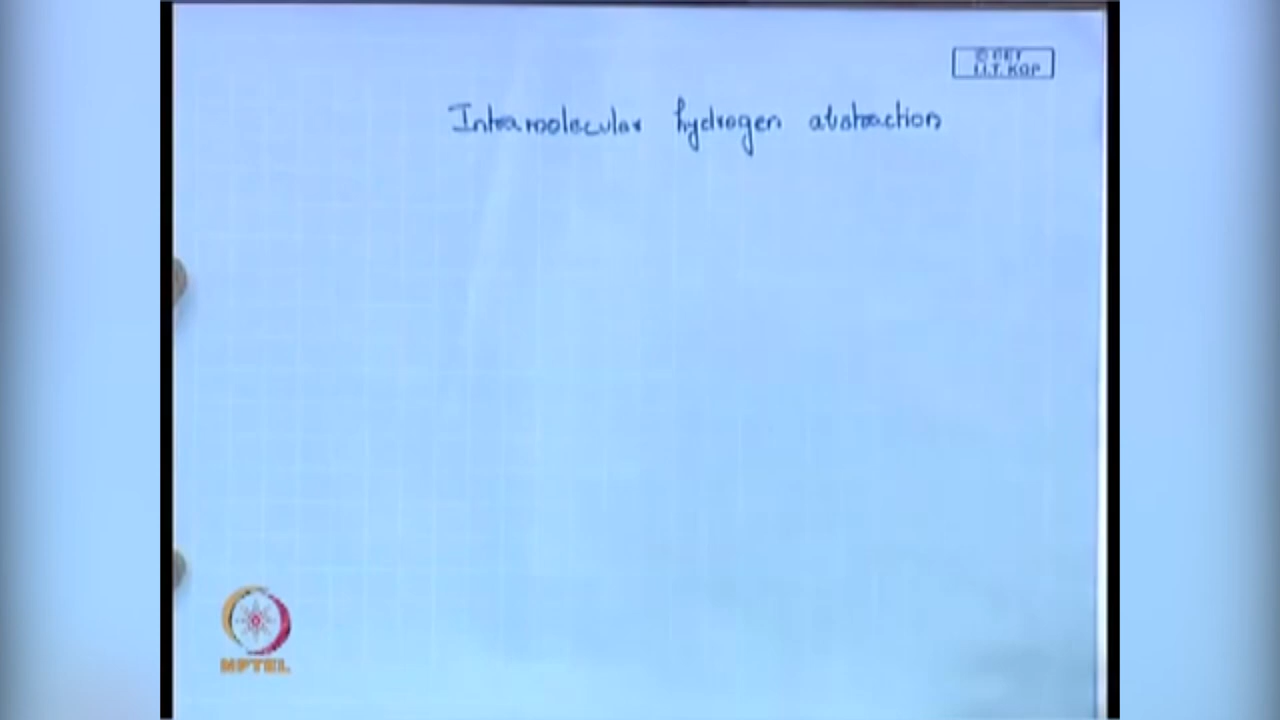 © CET
I.I.T. KGP
Intramolecular hydrogen abstraction
NPTEL